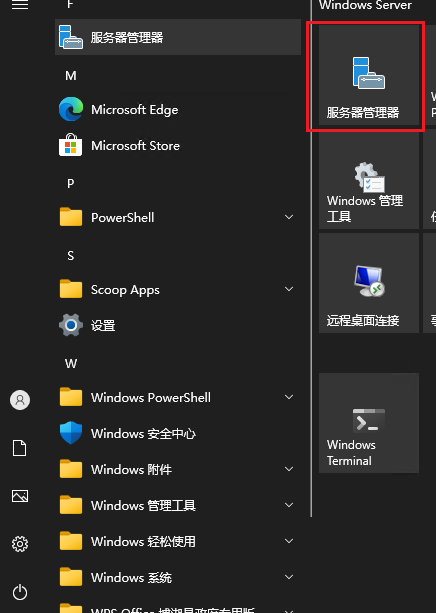 F
服务器管理器
M
Microsoft Edge
Microsoft Store
P
PowerShell
S
Scoop Apps
设置
W
Windows PowerShell
Windows 安全中心
Windows 附件
Windows 管理工具
Windows 轻松使用
Windows 系统
WPS Office
Windows Server
服务器管理器
Windows 管理
工具
远程桌面连接
Windows
Terminal